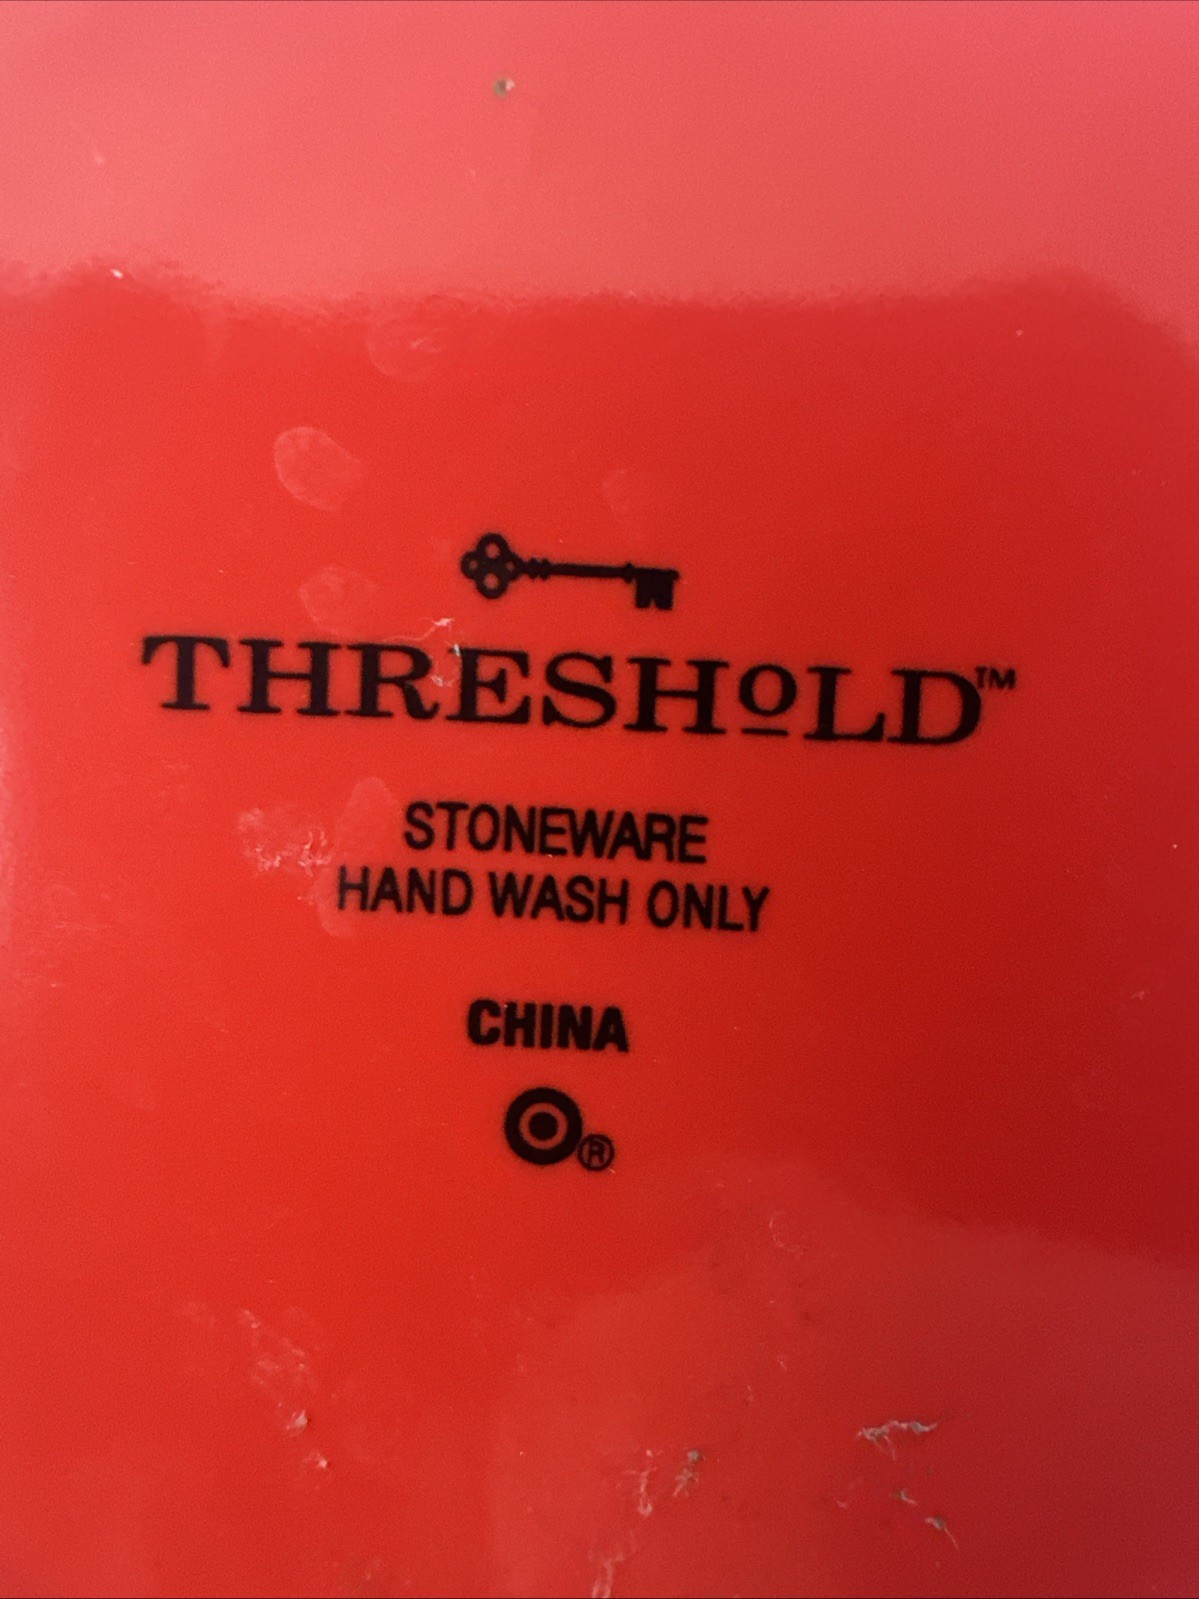 THRESHOLD™
STONEWARE
HAND WASH ONLY
CHINA
®